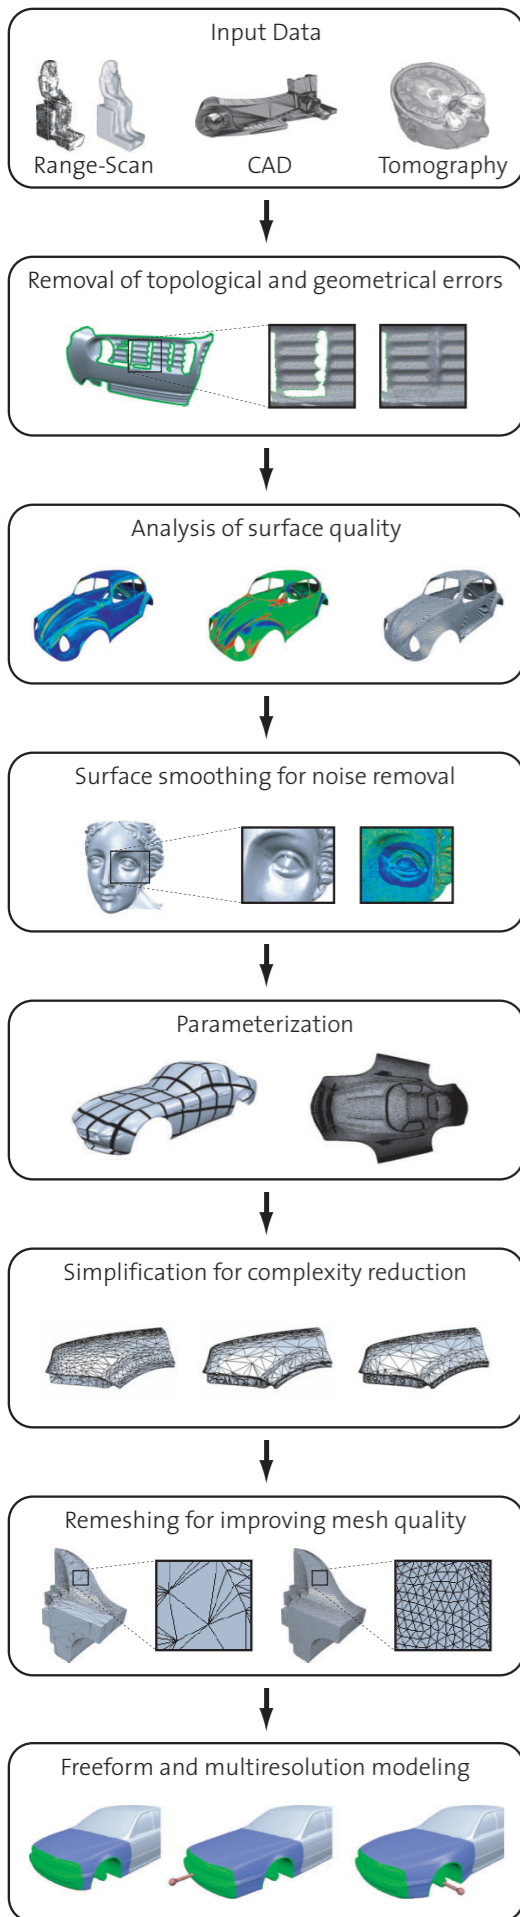 Input Data
Range-Scan
CAD
Tomography
Removal of topological and geometrical errors
Analysis of surface quality
Surface smoothing for noise removal
Parameterization
Simplification for complexity reduction
Remeshing for improving mesh quality
Freeform and multiresolution modeling